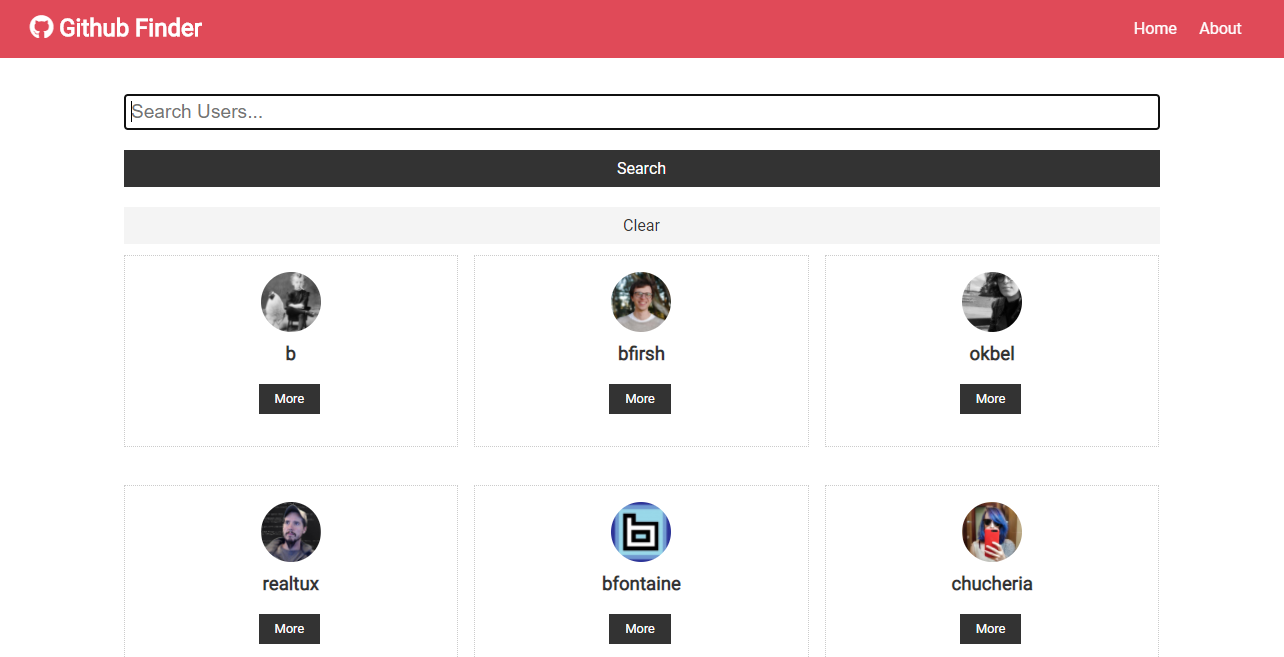 Github Finder
Home About
Search Users...
Search
Clear
b bfirsh okbel
More More More
realtux bfontaine chucheria
More More More